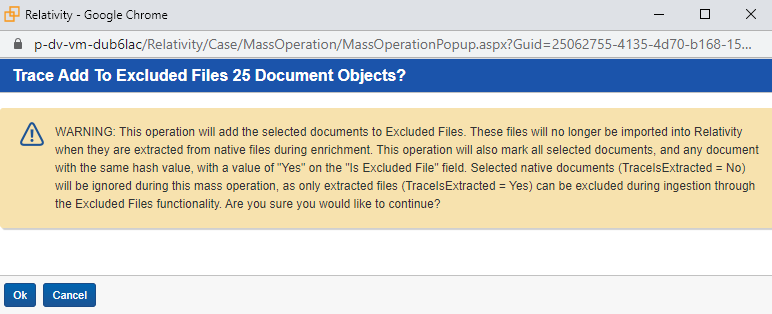 Relativity - Google Chrome
p-dv-vm-dub6lac/Relativity/Case/MassOperation/MassOperationPopup.aspx?Guid=25062755-4135-4d70-b168-15...
Trace Add To Excluded Files 25 Document Objects?
WARNING: This operation will add the selected documents to Excluded Files. These files will no longer be imported into Relativity
when they are extracted from native files during enrichment. This operation will also mark all selected documents, and any document
with the same hash value, with a value of "Yes" on the "Is Excluded File" field. Selected native documents (TraceIsExtracted = No)
will be ignored during this mass operation, as only extracted files (TraceIsExtracted = Yes) can be excluded during ingestion through
the Excluded Files functionality. Are you sure you would like to continue?
Ok Cancel